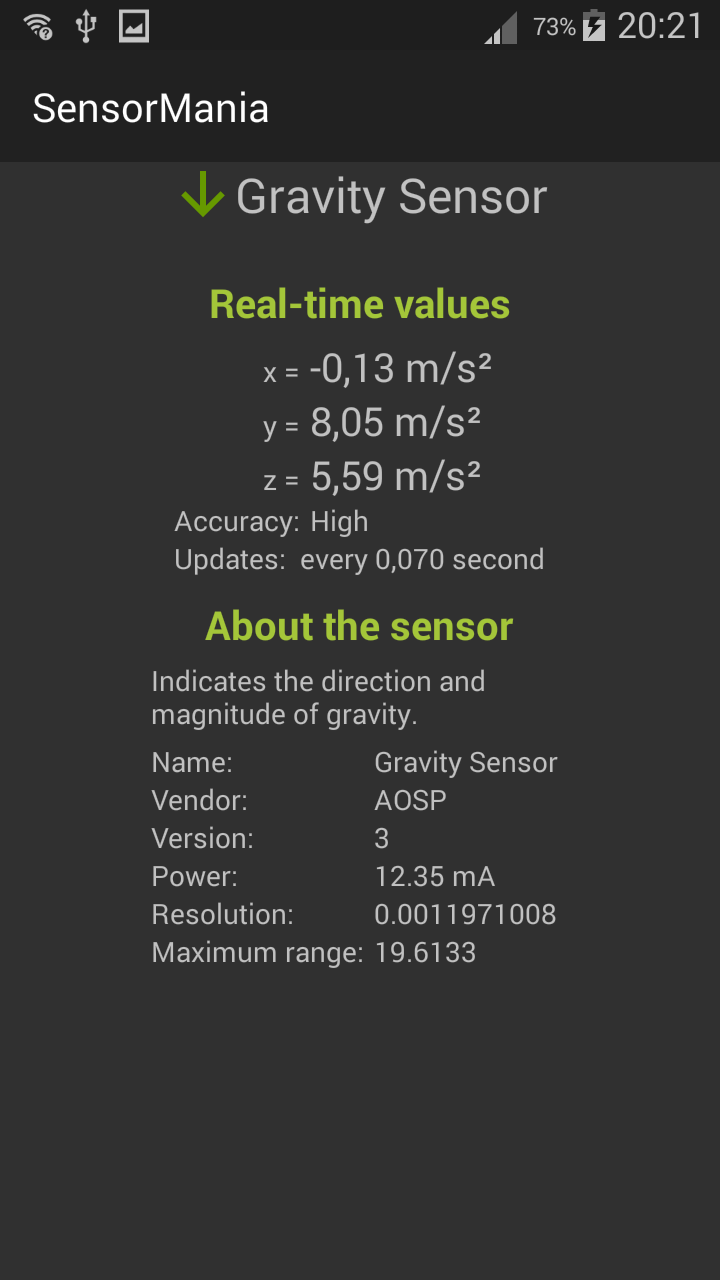 73% 20:21
SensorMania
Gravity Sensor
Real-time values
x = -0,13 m/s²
y = 8,05 m/s²
z = 5,59 m/s²
Accuracy: High
Updates: every 0,070 second
About the sensor
Indicates the direction and
magnitude of gravity.
Name: Gravity Sensor
Vendor: AOSP
Version: 3
Power: 12.35 mA
Resolution: 0.0011971008
Maximum range: 19.6133